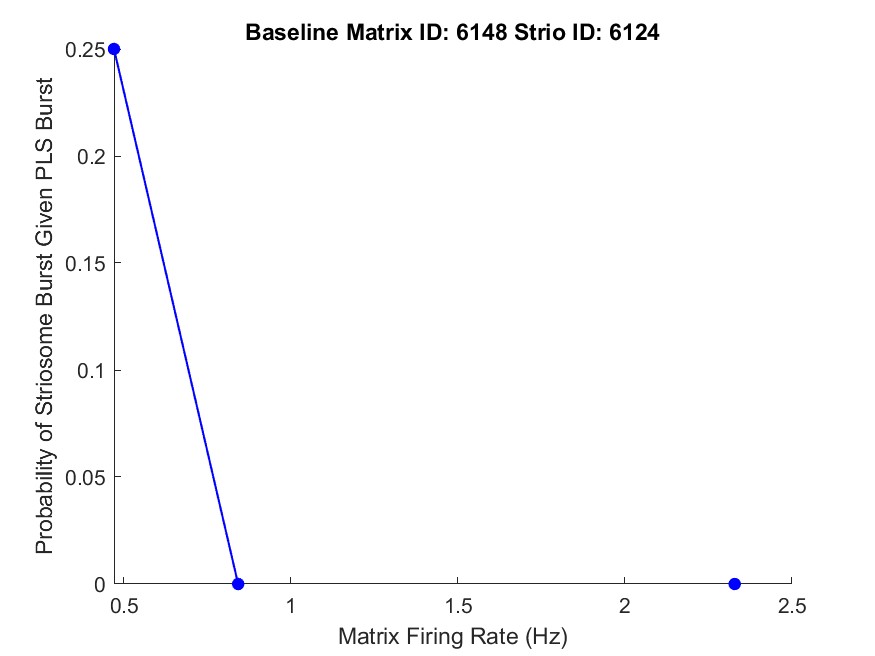 Baseline Matrix ID: 6148 Strio ID: 6124
Probability of Striosome Burst Given PLS Burst
0.25
0.2
0.15
0.1
0.05
0
0.5 1 1.5 2 2.5
Matrix Firing Rate (Hz)